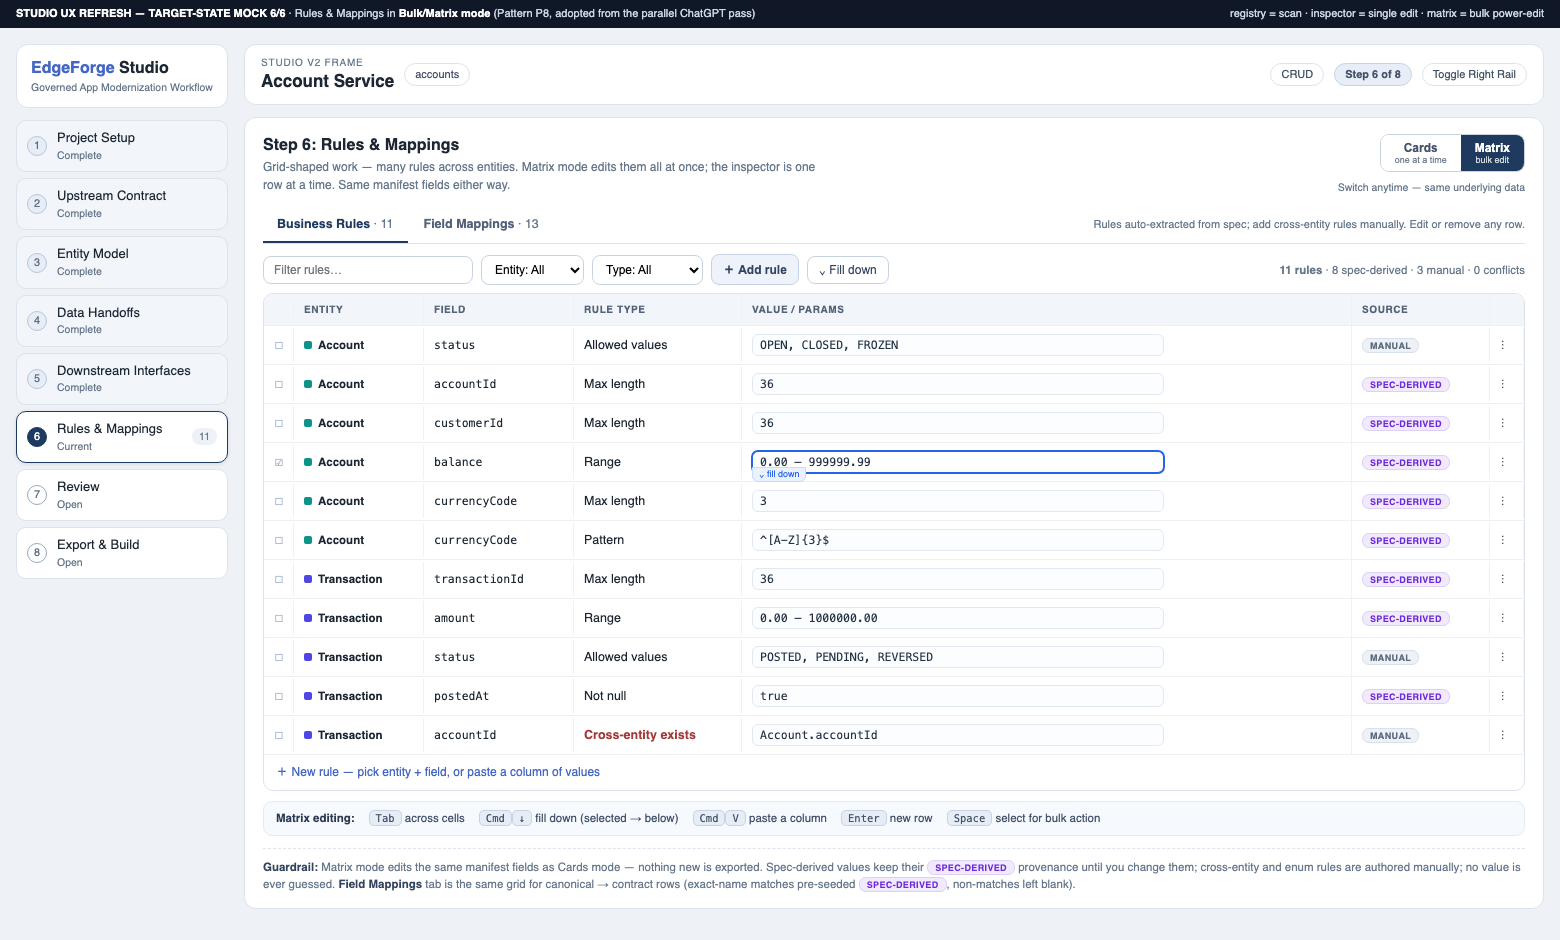 STUDIO UX REFRESH — TARGET-STATE MOCK 6/6 · Rules & Mappings in Bulk/Matrix mode (Pattern P8, adopted from the parallel ChatGPT pass)
registry = scan · inspector = single edit · matrix = bulk power-edit
EdgeForge Studio
Governed App Modernization Workflow
1 Project Setup
Complete
2 Upstream Contract
Complete
3 Entity Model
Complete
4 Data Handoffs
Complete
5 Downstream Interfaces
Complete
6 Rules & Mappings 11
Current
7 Review
Open
8 Export & Build
Open
STUDIO V2 FRAME
Account Service accounts
CRUD Step 6 of 8 Toggle Right Rail
Step 6: Rules & Mappings
Grid-shaped work — many rules across entities. Matrix mode edits them all at once; the inspector is one
row at a time. Same manifest fields either way.
Cards
one at a time
Matrix
bulk edit
Switch anytime — same underlying data
Business Rules · 11 Field Mappings · 13
Rules auto-extracted from spec; add cross-entity rules manually. Edit or remove any row.
Filter rules… Entity: All Type: All + Add rule ⌄ Fill down
11 rules · 8 spec-derived · 3 manual · 0 conflicts
ENTITY FIELD RULE TYPE VALUE / PARAMS SOURCE
☐ Account status Allowed values OPEN, CLOSED, FROZEN MANUAL ⋮
☐ Account accountId Max length 36 SPEC-DERIVED ⋮
☐ Account customerId Max length 36 SPEC-DERIVED ⋮
☑ Account balance Range 0.00 – 999999.99 SPEC-DERIVED ⋮
⌄ fill down
☐ Account currencyCode Max length 3 SPEC-DERIVED ⋮
☐ Account currencyCode Pattern ^[A-Z]{3}$ SPEC-DERIVED ⋮
☐ Transaction transactionId Max length 36 SPEC-DERIVED ⋮
☐ Transaction amount Range 0.00 – 1000000.00 SPEC-DERIVED ⋮
☐ Transaction status Allowed values POSTED, PENDING, REVERSED MANUAL ⋮
☐ Transaction postedAt Not null true SPEC-DERIVED ⋮
☐ Transaction accountId Cross-entity exists Account.accountId MANUAL ⋮
+ New rule — pick entity + field, or paste a column of values
Matrix editing: Tab across cells Cmd ↓ fill down (selected → below) Cmd V paste a column Enter new row Space select for bulk action
Guardrail: Matrix mode edits the same manifest fields as Cards mode — nothing new is exported. Spec-derived values keep their SPEC-DERIVED provenance until you change them; cross-entity and enum rules are authored manually; no value is
ever guessed. Field Mappings tab is the same grid for canonical → contract rows (exact-name matches pre-seeded SPEC-DERIVED, non-matches left blank).